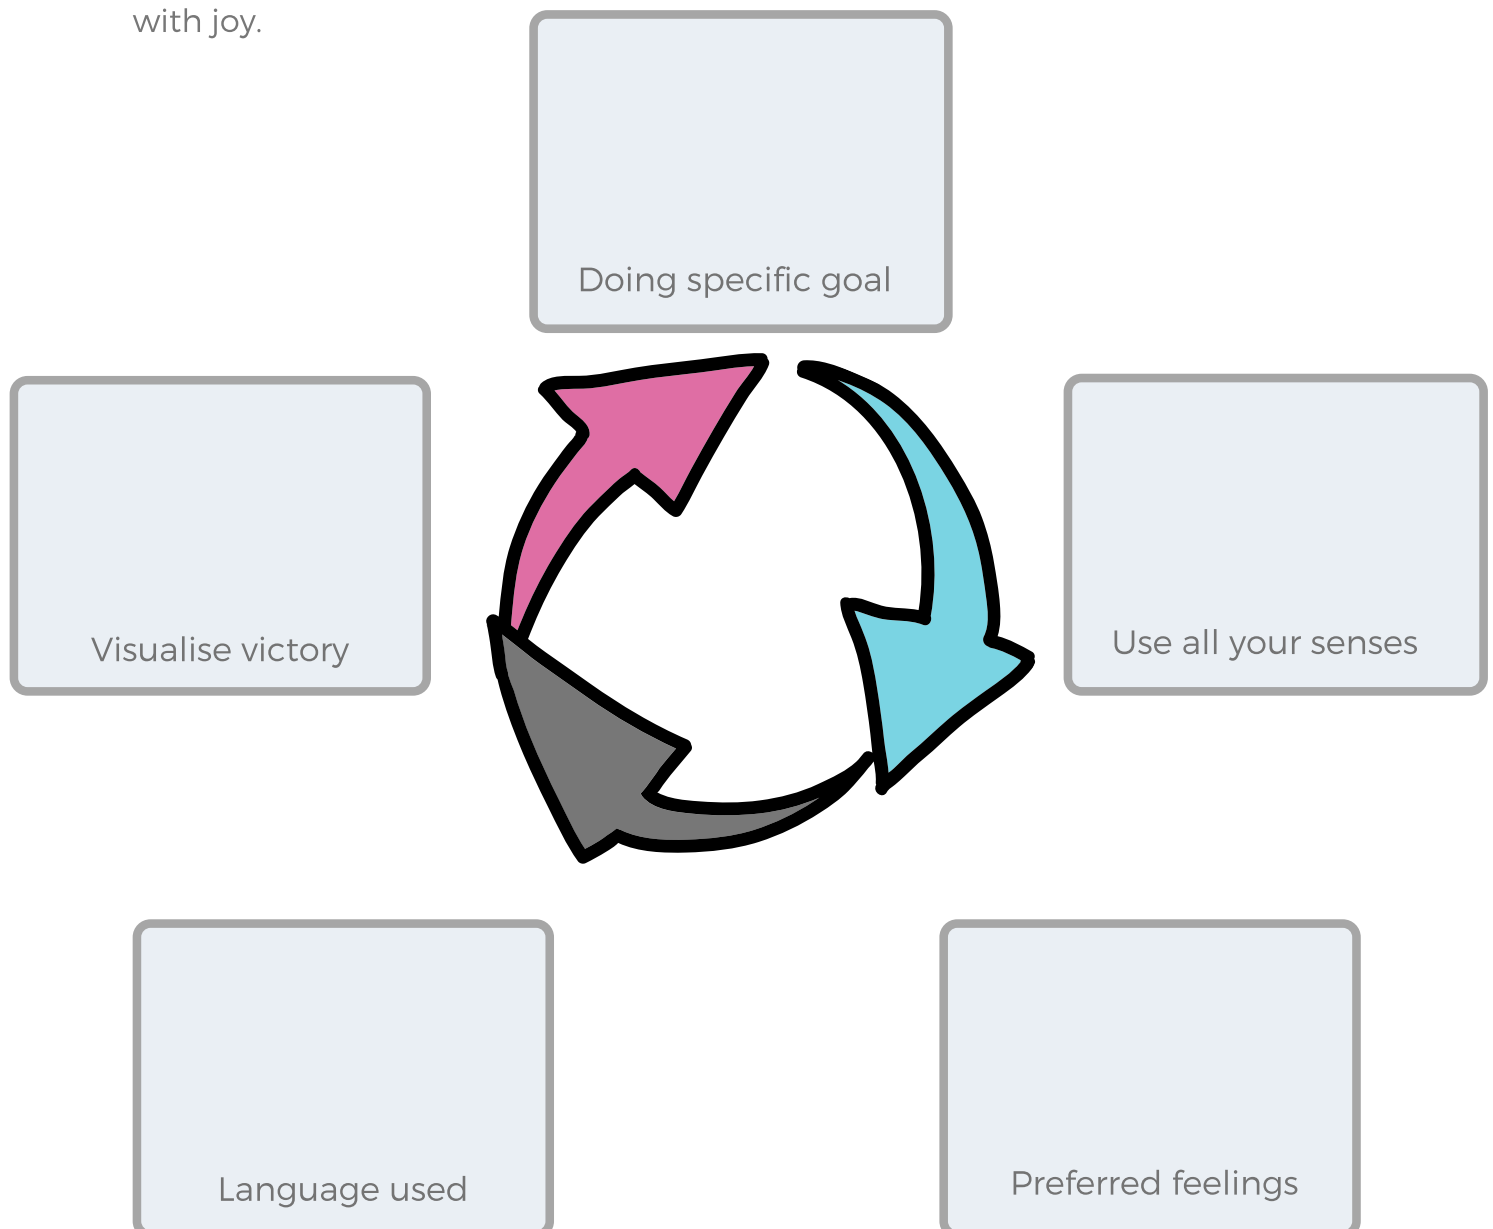 with joy.
Doing specific goal
Visualise victory
Use all your senses
Language used
Preferred feelings